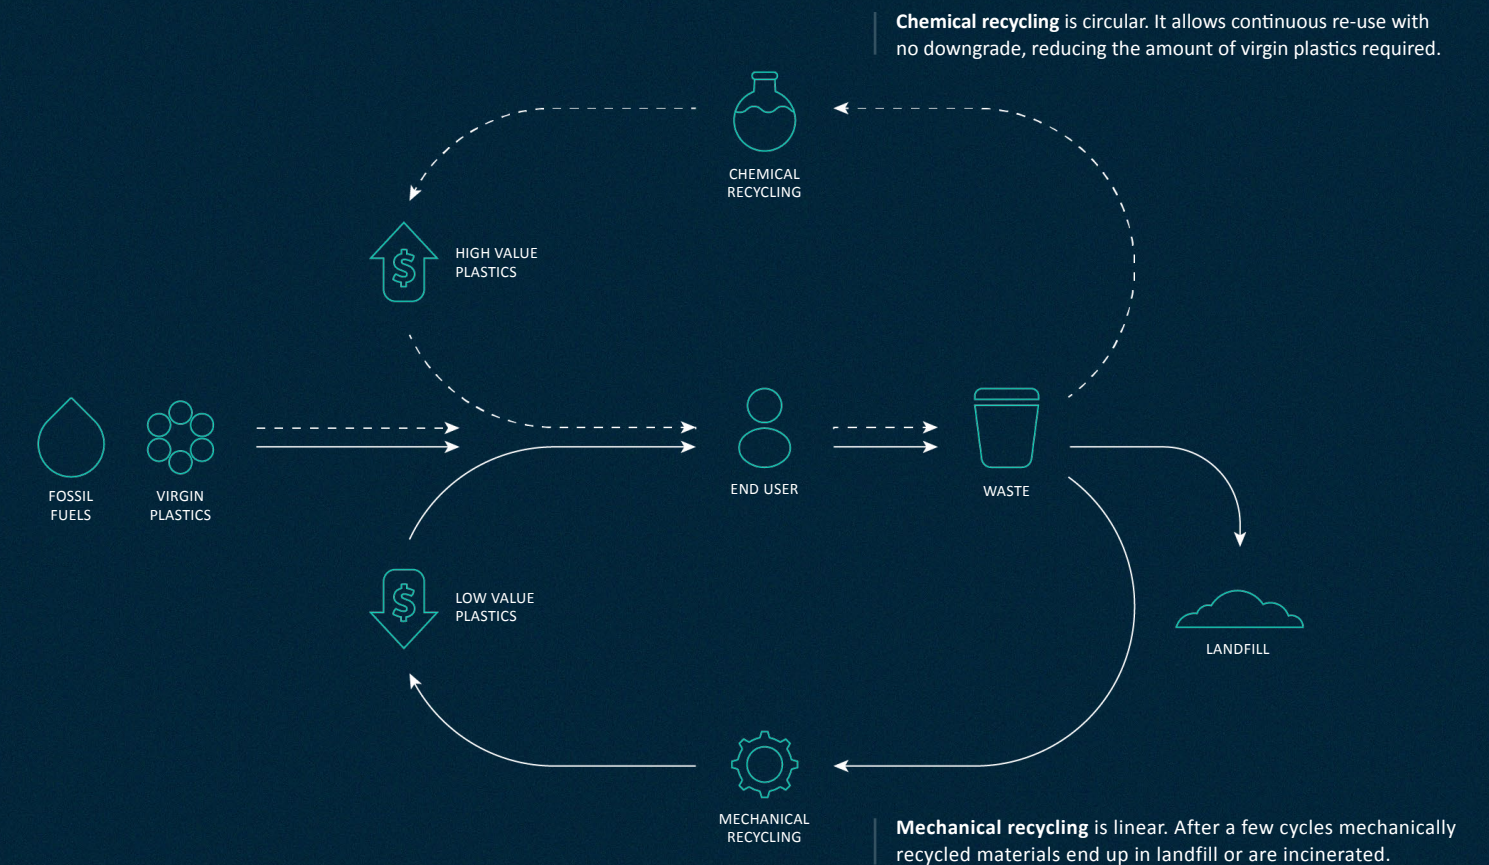 Chemical recycling is circular. It allows continuous re-use with
no downgrade, reducing the amount of virgin plastics required.
CHEMICAL
RECYCLING
HIGH VALUE
PLASTICS
FOSSIL
FUELS
VIRGIN
PLASTICS
END USER
WASTE
LOW VALUE
PLASTICS
LANDFILL
MECHANICAL
RECYCLING
Mechanical recycling is linear. After a few cycles mechanically
recycled materials end up in landfill or are incinerated.